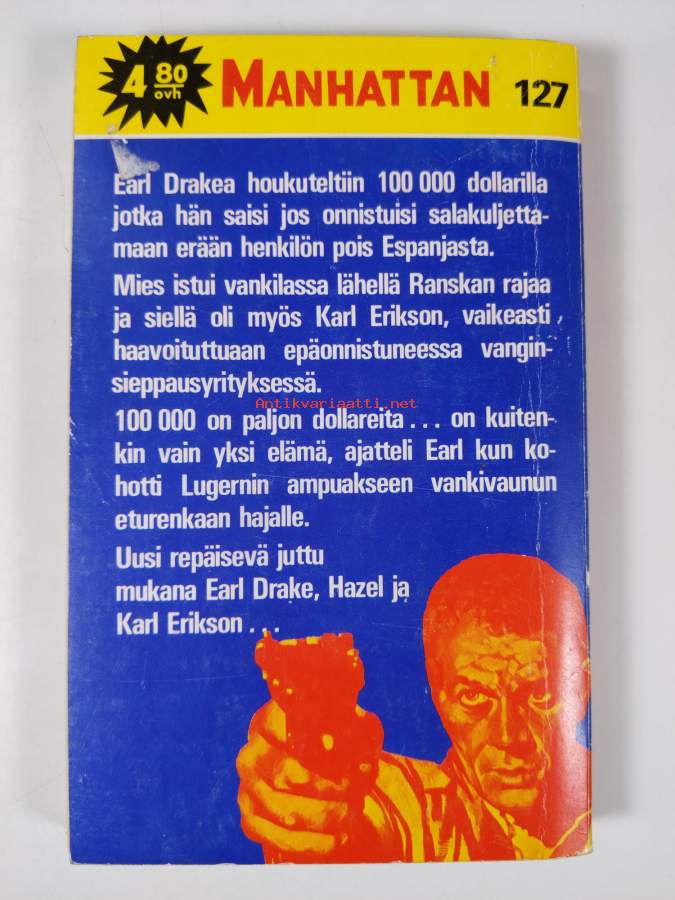 4 80
ovh
MANHATTAN 127
Earl Drakea houkuteltiin 100 000 dollarilla
jotka hän saisi jos onnistuisi salakuljetta-
maan erään henkilön pois Espanjasta.
Mies istui vankilassa lähellä Ranskan rajaa
ja siellä oli myös Karl Erikson, vaikeasti
haavoituttuaan epäonnistuneessa vangin-
sieppausyrityksessä.
Antikvariaatti.net
100 000 on paljon dollareita... on kuiten-
kin vain yksi elämä, ajatteli Earl kun ko-
hotti Lugernin ampuakseen vankivaunun
eturenkaan hajalle.
Uusi repäisevä juttu
mukana Earl Drake, Hazel ja
Karl Erikson...